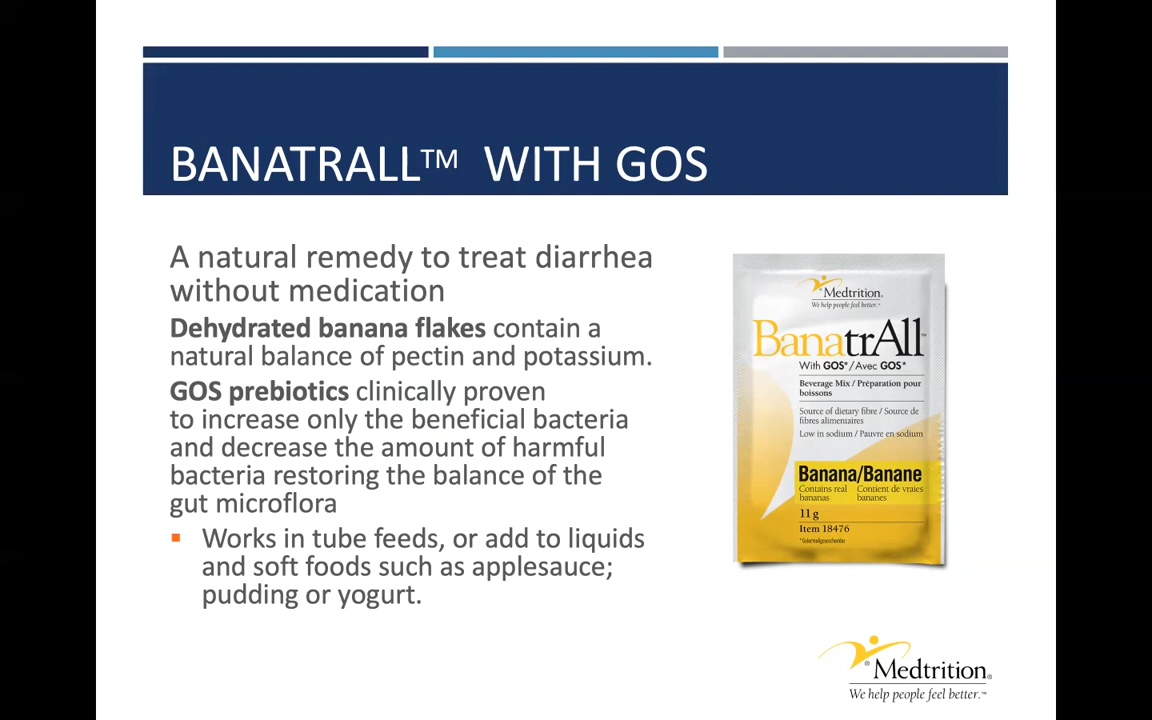 BANATRALL™ WITH GOS
A natural remedy to treat diarrhea
without medication
Dehydrated banana flakes contain a
natural balance of pectin and potassium.
GOS prebiotics clinically proven
to increase only the beneficial bacteria
and decrease the amount of harmful
bacteria restoring the balance of the
gut microflora
▪ Works in tube feeds, or add to liquids
and soft foods such as applesauce;
pudding or yogurt.
Medtrition®
We help people feel better.™
BanatrAll™
With GOS*/Avec GOS*
Beverage Mix / Préparation pour
boissons
Source of dietary fibre / Source de
fibres alimentaires
Low in sodium / Pauvre en sodium
Banana/Banane
Contains real Contient de vraies
bananas bananes
11 g
Item 18476
Medtrition®
We help people feel better.™